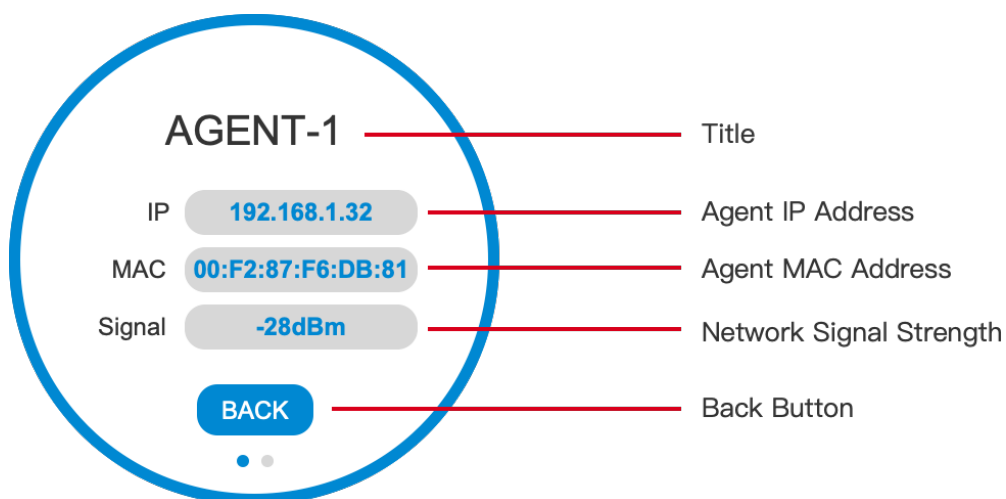 AGENT-1 Title
IP 192.168.1.32 Agent IP Address
MAC 00:F2:87:F6:DB:81 Agent MAC Address
Signal -28dBm Network Signal Strength
BACK Back Button